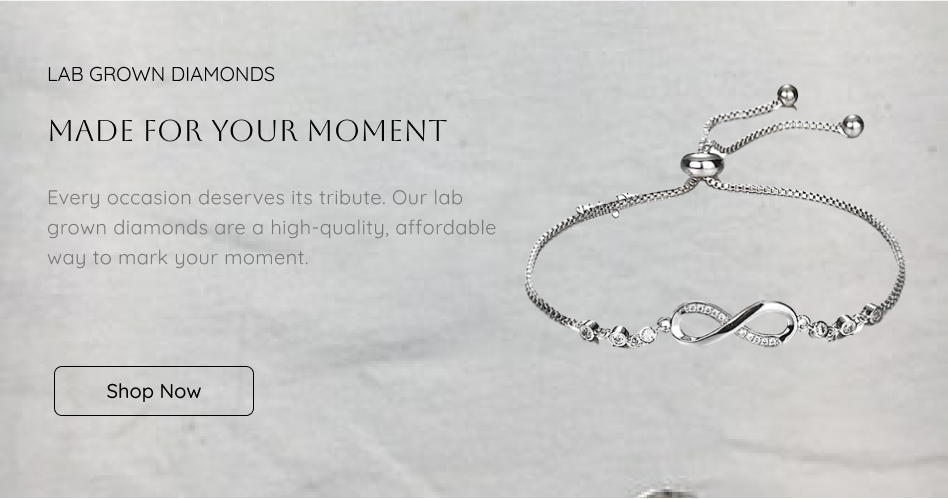 LAB GROWN DIAMONDS
MADE FOR YOUR MOMENT
Every occasion deserves its tribute. Our lab
grown diamonds are a high-quality, affordable
way to mark your moment.
Shop Now